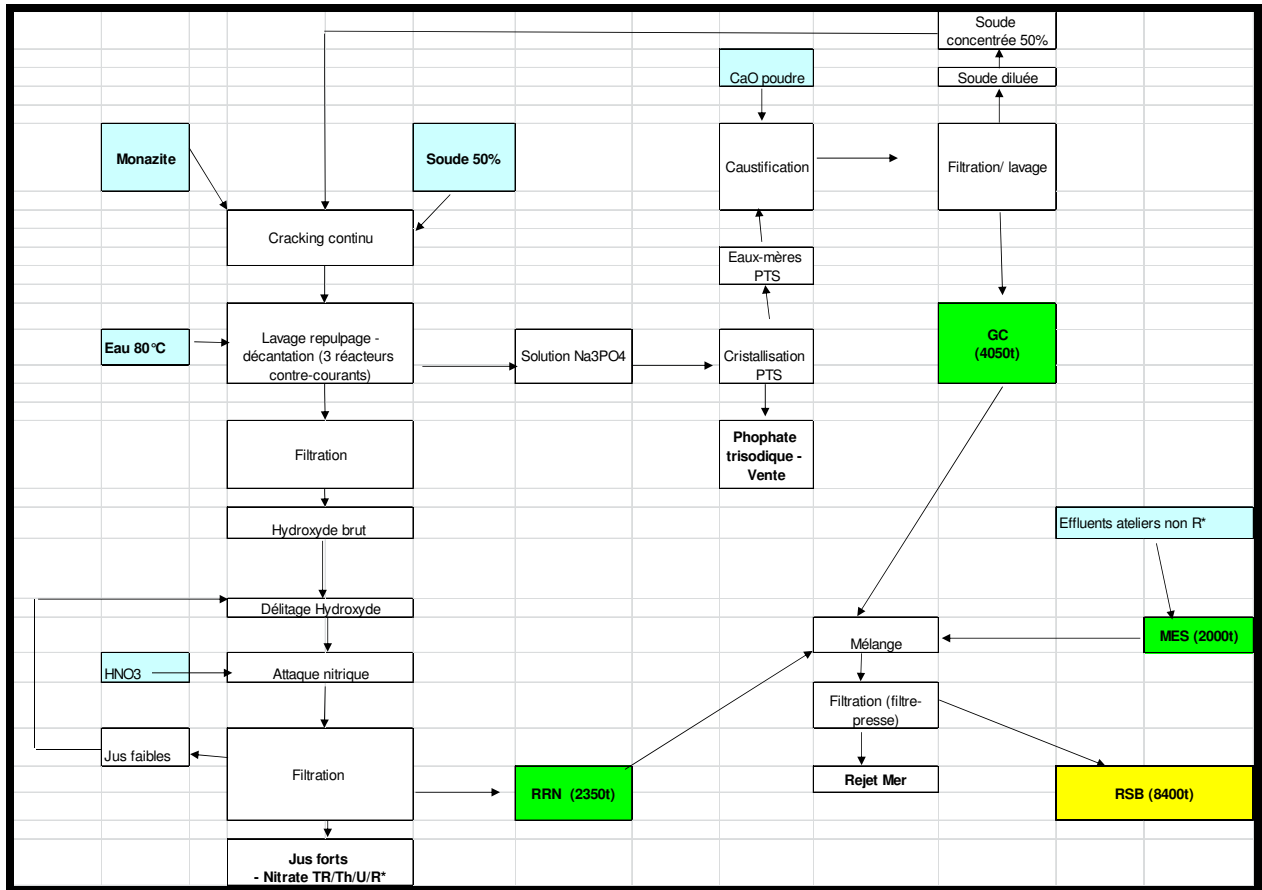 Soude
concentrée 50%
CaO poudre
Soude diluée
Monazite
Soude 50%
Caustification
Filtration/ lavage
Cracking continu
Eaux-mères
PTS
Eau 80°C
Lavage repulpage -
décantation (3 réacteurs
contre-courants)
Solution Na3PO4
Cristallisation
PTS
GC
(4050t)
Filtration
Phophate
trisodique -
Vente
Hydroxyde brut
Effluents ateliers non R*
Délitage Hydroxyde
Mélange
MES (2000t)
HNO3
Attaque nitrique
Filtration (filtre-
presse)
Jus faibles
Filtration
RRN (2350t)
Rejet Mer
RSB (8400t)
Jus forts
- Nitrate TR/Th/U/R*